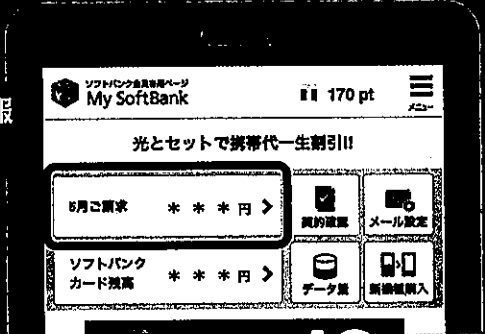 ソフトバンク会員専用ページ
My SoftBank
170 pt
メニュー
光とセットで携帯代一生割引!!
5月ご請求
***円 >
契約確認
メール設定
ソフトバンク
カード残高
***円 >
データ量
新機種購入